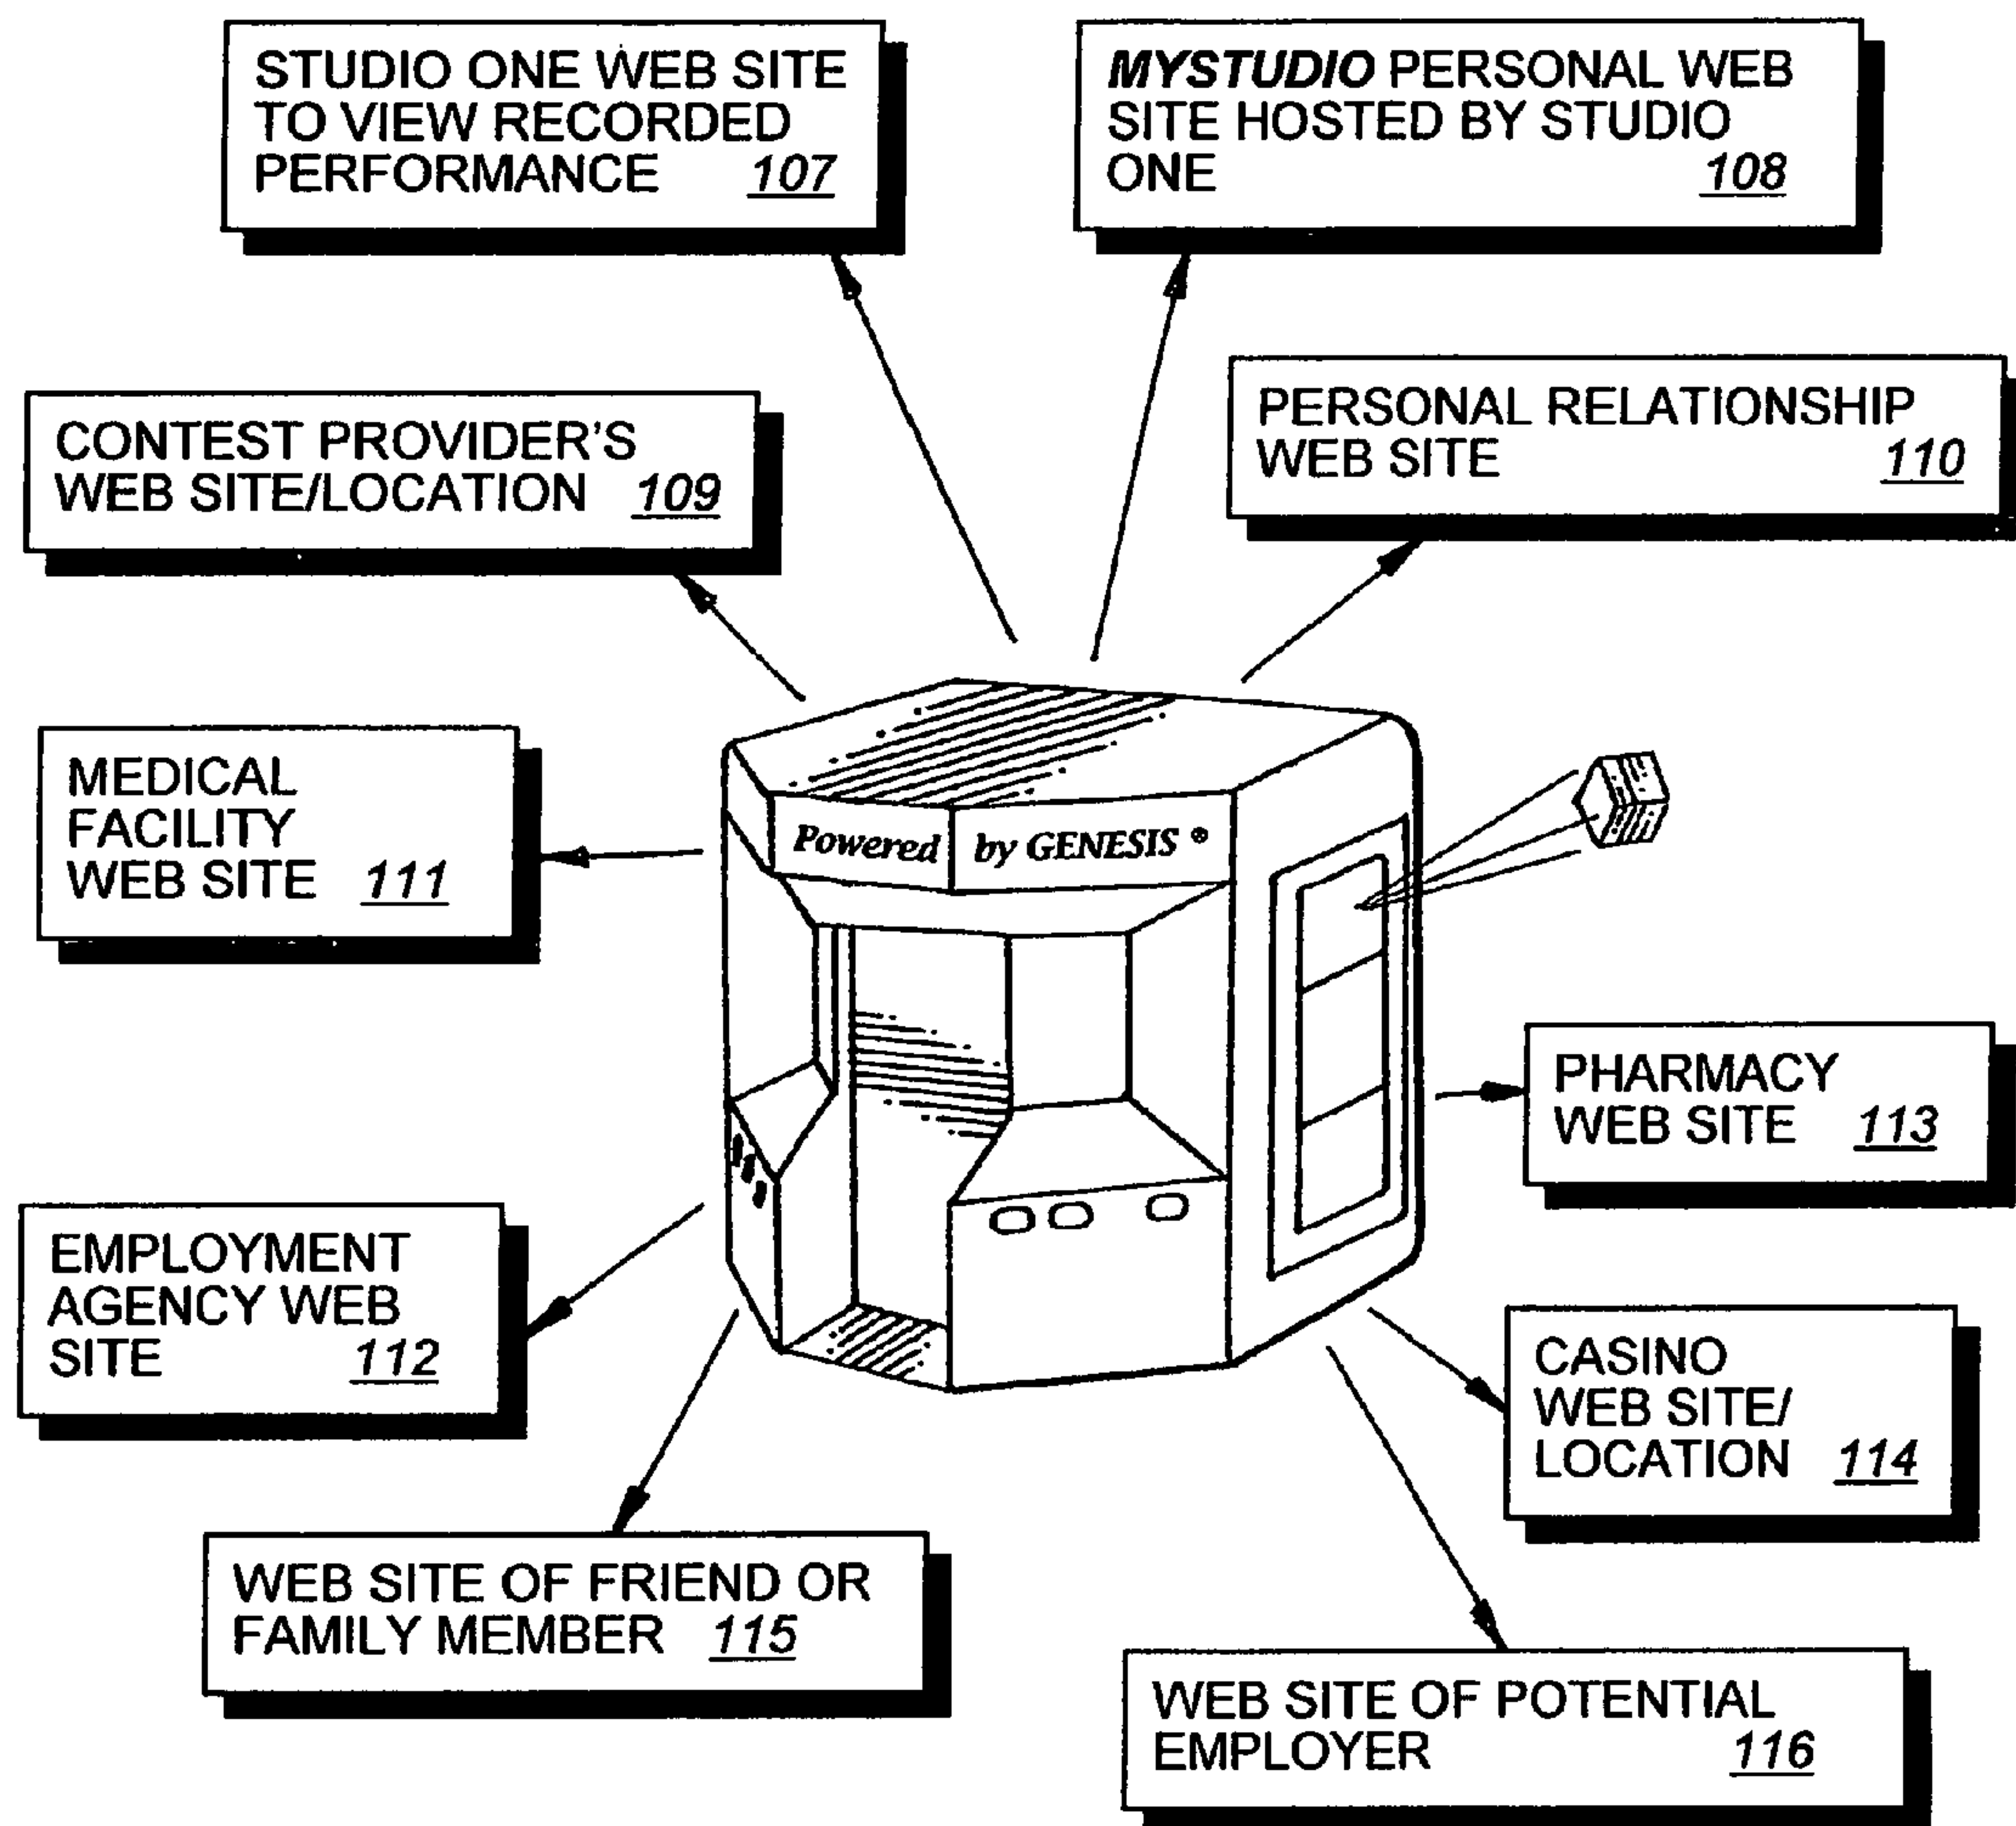 STUDIO ONE WEB SITE
TO VIEW RECORDED
PERFORMANCE 107
MYSTUDIO PERSONAL WEB
SITE HOSTED BY STUDIO
ONE 108
CONTEST PROVIDER'S
WEB SITE/LOCATION 109
PERSONAL RELATIONSHIP
WEB SITE 110
MEDICAL
FACILITY
WEB SITE 111
Powered by GENESIS ®
PHARMACY
WEB SITE 113
EMPLOYMENT
AGENCY WEB
SITE 112
CASINO
WEB SITE/
LOCATION 114
WEB SITE OF FRIEND OR
FAMILY MEMBER 115
WEB SITE OF POTENTIAL
EMPLOYER 116